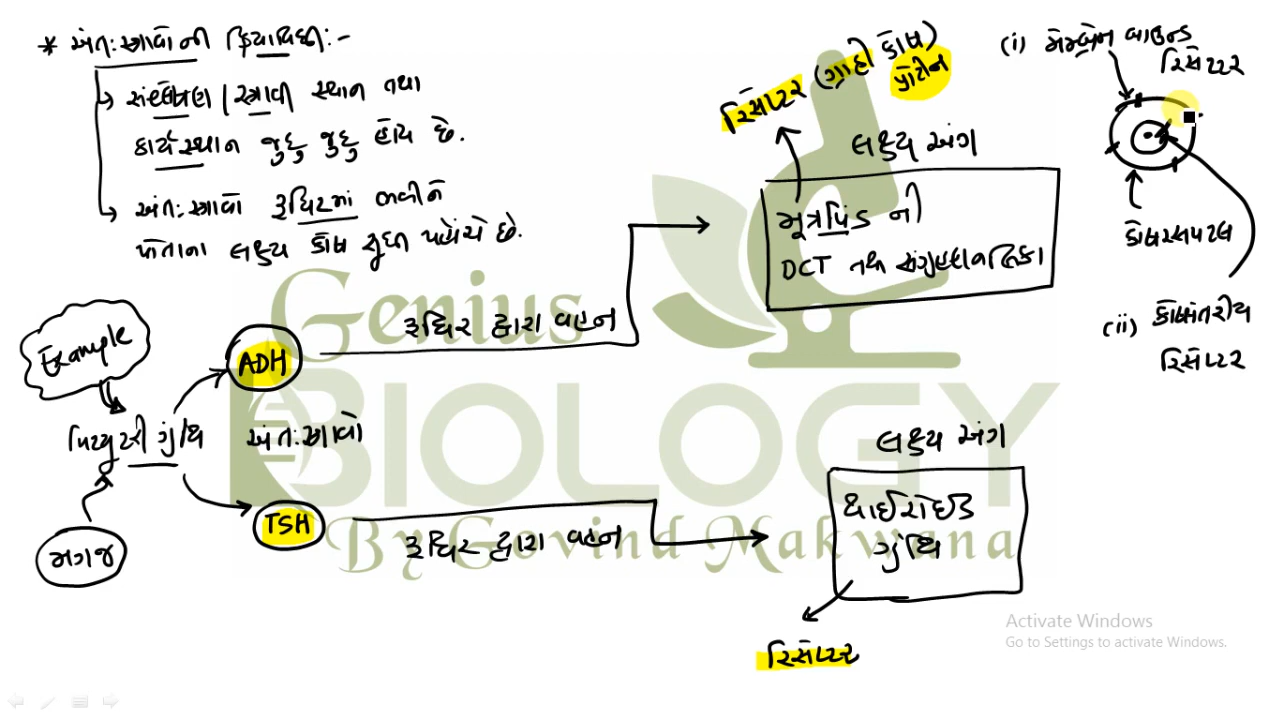 * અંતઃસ્ત્રાવોની ક્રિયાવિધી:-
સંશ્લેષણ / સ્ત્રાવી સ્થાન તથા
કાર્ય સ્થાન જુદુ જુદુ હોય છે.
અંતઃસ્ત્રાવો રૂધિરમાં ભળીને
પોતાના લક્ષ્ય કોષ સુધી પહોંચે છે.
Example
પિટ્યુટરી ગ્રંથિ
મગજ
ADH
અંતઃસ્ત્રાવો
TSH
રૂધિર દ્વારા વહન
રૂધિર દ્વારા વહન
રિસેપ્ટર (ગ્રાહી કોષ)
પ્રોટીન
લક્ષ્ય અંગ
મૂત્રપિંડ ની
DCT તથા સંગ્રહણનલિકા
લક્ષ્ય અંગ
થાઈરોઈડ
ગ્રંથિ
રિસેપ્ટર
(i) મેમ્બ્રેન બાઉન્ડ
રિસેપ્ટર
કોષરસપટલ
(ii) કોષાંતરીય
રિસેપ્ટર
Genius
BIOLOGY
By Govind Makwana
Activate Windows
Go to Settings to activate Windows.